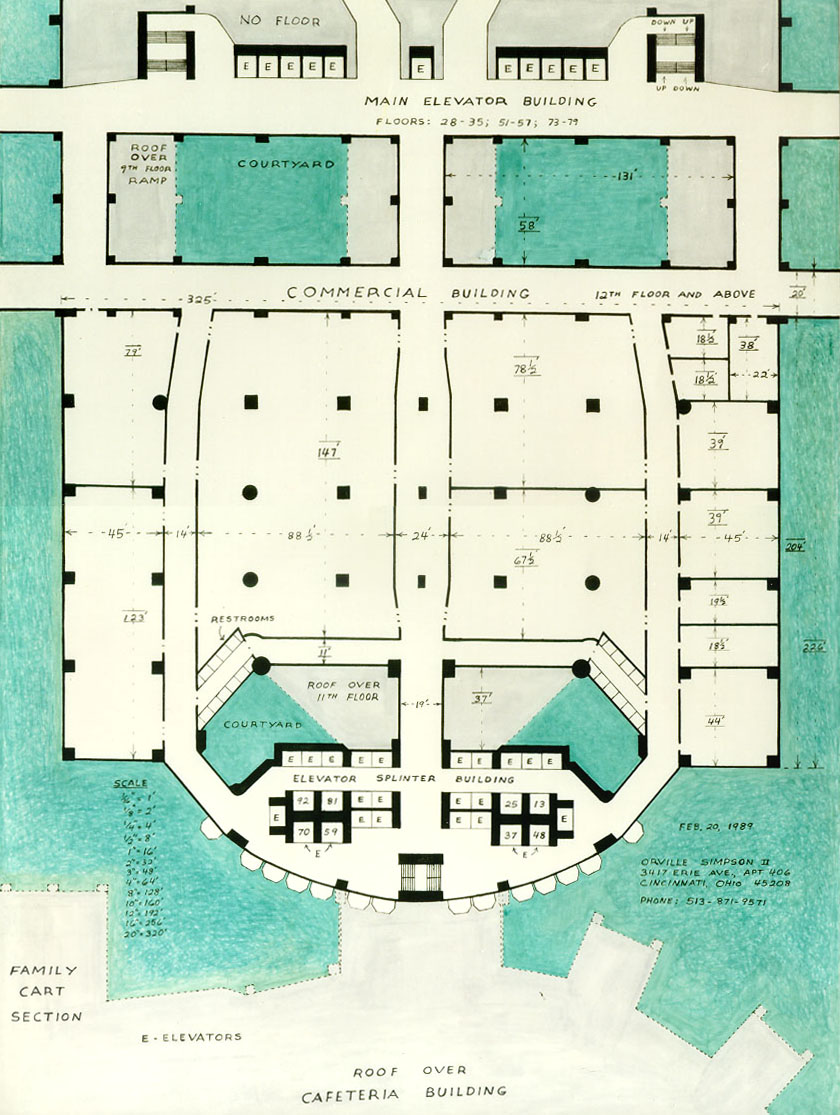 NO FLOOR
DOWN UP
E E E E E
E
E E E E E
UP DOWN
MAIN ELEVATOR BUILDING
FLOORS: 28-35; 51-57; 73-79
ROOF
OVER
9TH FLOOR
RAMP
COURTYARD
131'
58'
325'
COMMERCIAL BUILDING
12TH FLOOR AND ABOVE
20'
79'
78½'
18½'
38'
18½'
22'
147'
39'
39'
45'
14'
88½'
24'
88½'
14'
45'
204'
67½'
123'
19½'
RESTROOMS
11'
18½'
226'
ROOF OVER
11TH FLOOR
37'
19'
44'
COURTYARD
E E E E E
E E E E E
ELEVATOR SPLINTER BUILDING
SCALE
1/8" = 2'
1/4" = 4'
1/2" = 8'
1" = 16'
2" = 32'
3" = 48'
4" = 64'
8" = 128'
10" = 160'
12" = 192'
16" = 256'
20" = 320'
92 81 E E
E E 25 13
E
70 59 E E
E E 37 48
E
E
E
FEB. 20, 1989
ORVILLE SIMPSON II
3417 ERIE AVE., APT 406
CINCINNATI, OHIO 45208
PHONE: 513-871-9571
FAMILY
CART
SECTION
E - ELEVATORS
ROOF OVER
CAFETERIA BUILDING